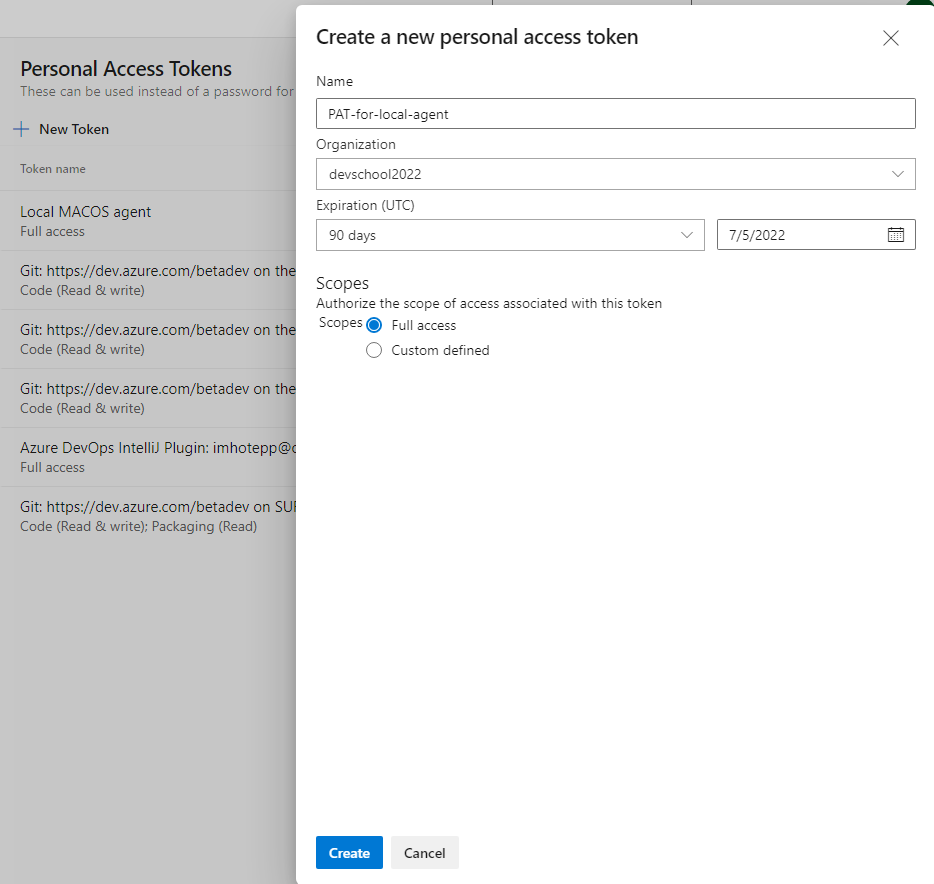 Personal Access Tokens
These can be used instead of a password for
New Token
Token name
Local MACOS agent
Full access
Git: https://dev.azure.com/betadev on the
Code (Read & write)
Git: https://dev.azure.com/betadev on the
Code (Read & write)
Git: https://dev.azure.com/betadev on the
Code (Read & write)
Azure DevOps IntelliJ Plugin: imhotepp@
Full access
Git: https://dev.azure.com/betadev on
Code (Read & write); Packaging (Read)
Create a new personal access token
Name
PAT-for-local-agent
Organization
devschool2022
Expiration (UTC)
90 days
7/5/2022
Scopes
Authorize the scope of access associated with this token
Scopes
Full access
Custom defined
Create
Cancel